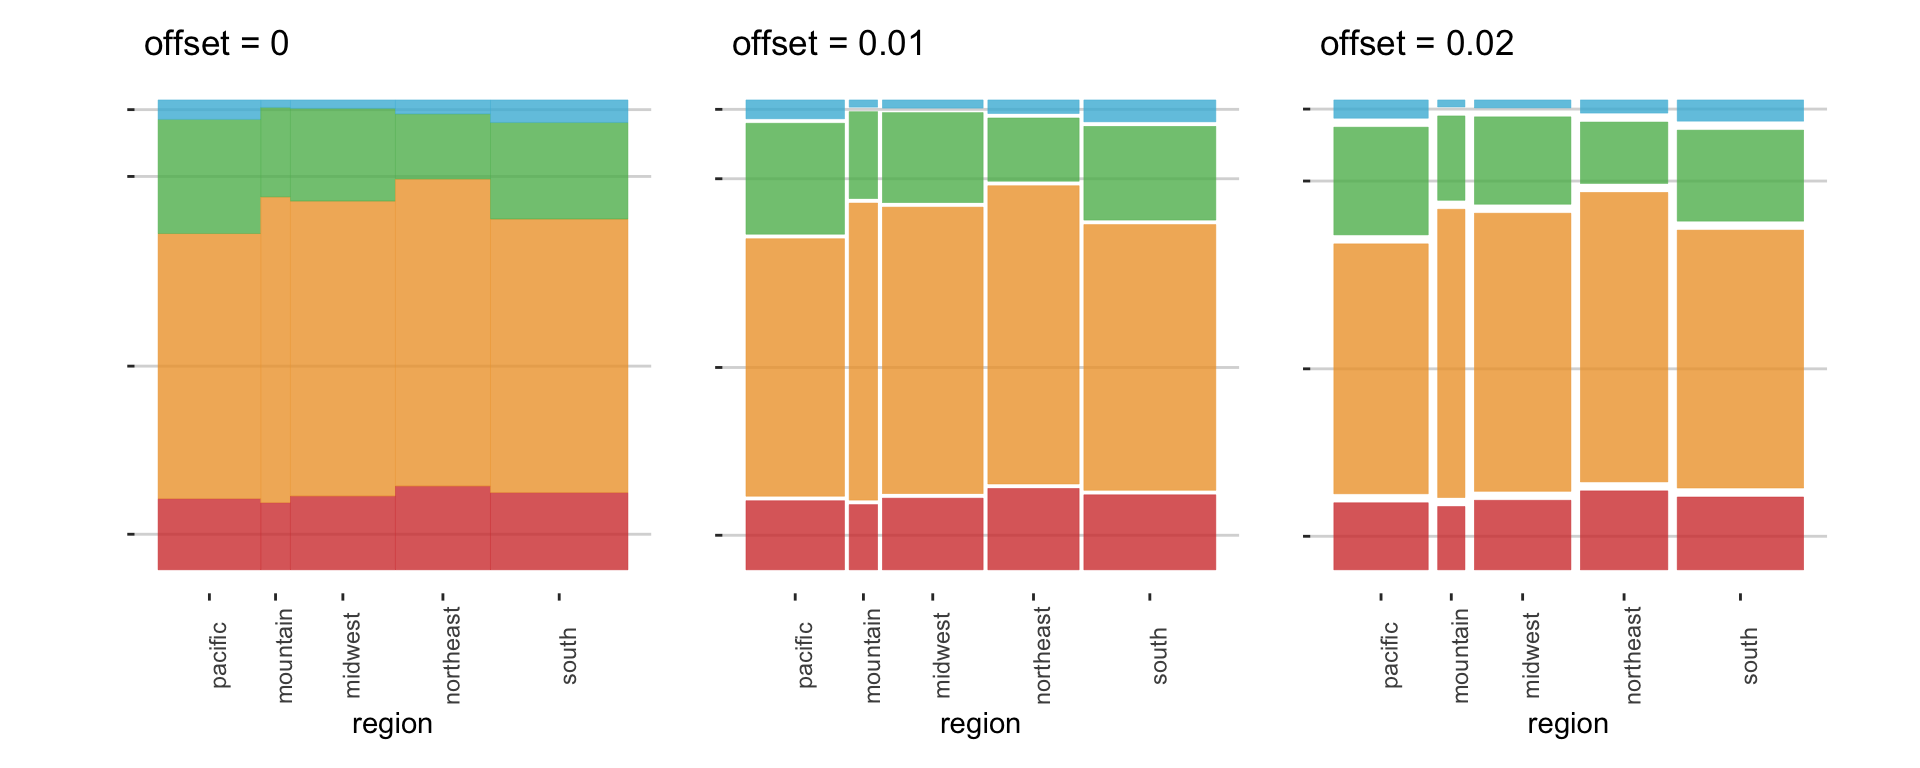 offset = 0
offset = 0.01
offset = 0.02
pacific
mountain
midwest
northeast
south
pacific
mountain
midwest
northeast
south
pacific
mountain
midwest
northeast
south
region
region
region